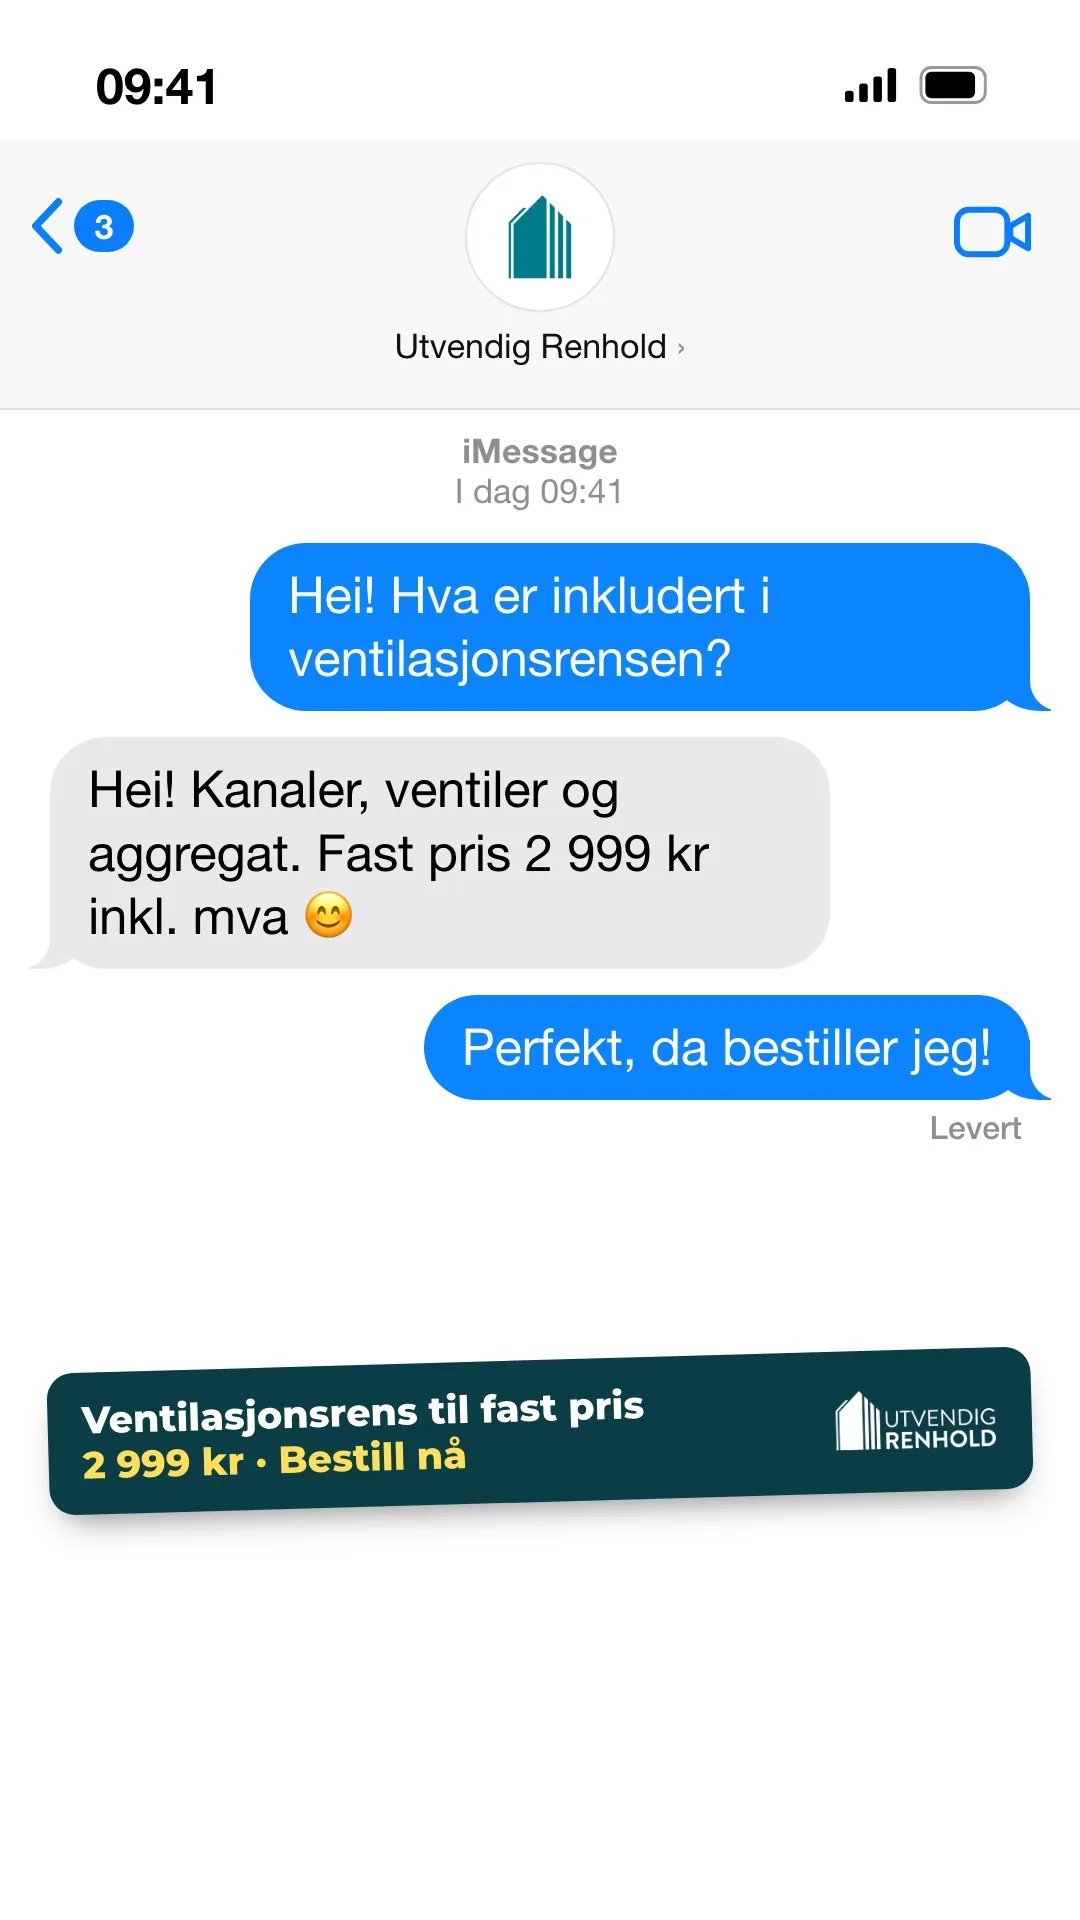 09:41
3
Utvendig Renhold ›
iMessage
I dag 09:41
Hei! Hva er inkludert i
ventilasjonsrensen?
Hei! Kanaler, ventiler og
aggregat. Fast pris 2 999 kr
inkl. mva 😊
Perfekt, da bestiller jeg!
Levert
Ventilasjonsrens til fast pris
2 999 kr · Bestill nå
UTVENDIG
RENHOLD